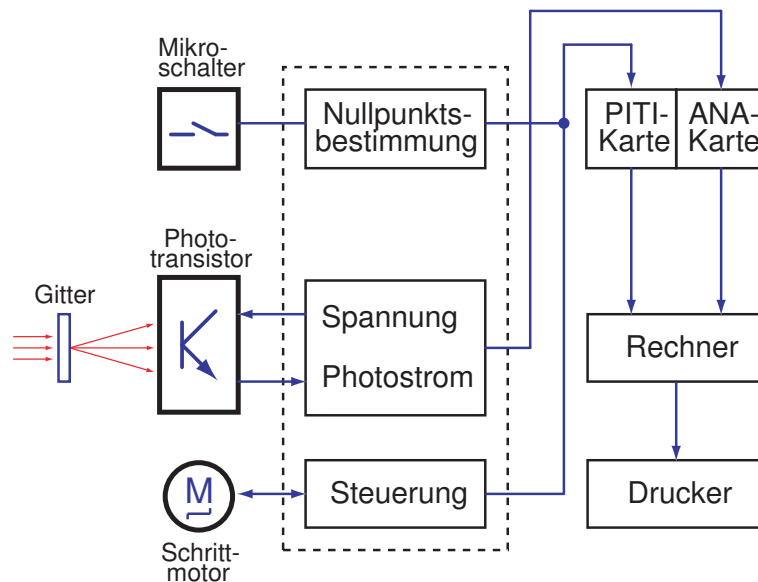 Mikro-
schalter
Nullpunkts-
bestimmung
PITI-
Karte
ANA-
Karte
Photo-
transistor
Gitter
Spannung
Photostrom
Rechner
M
Steuerung
Drucker
Schritt-
motor